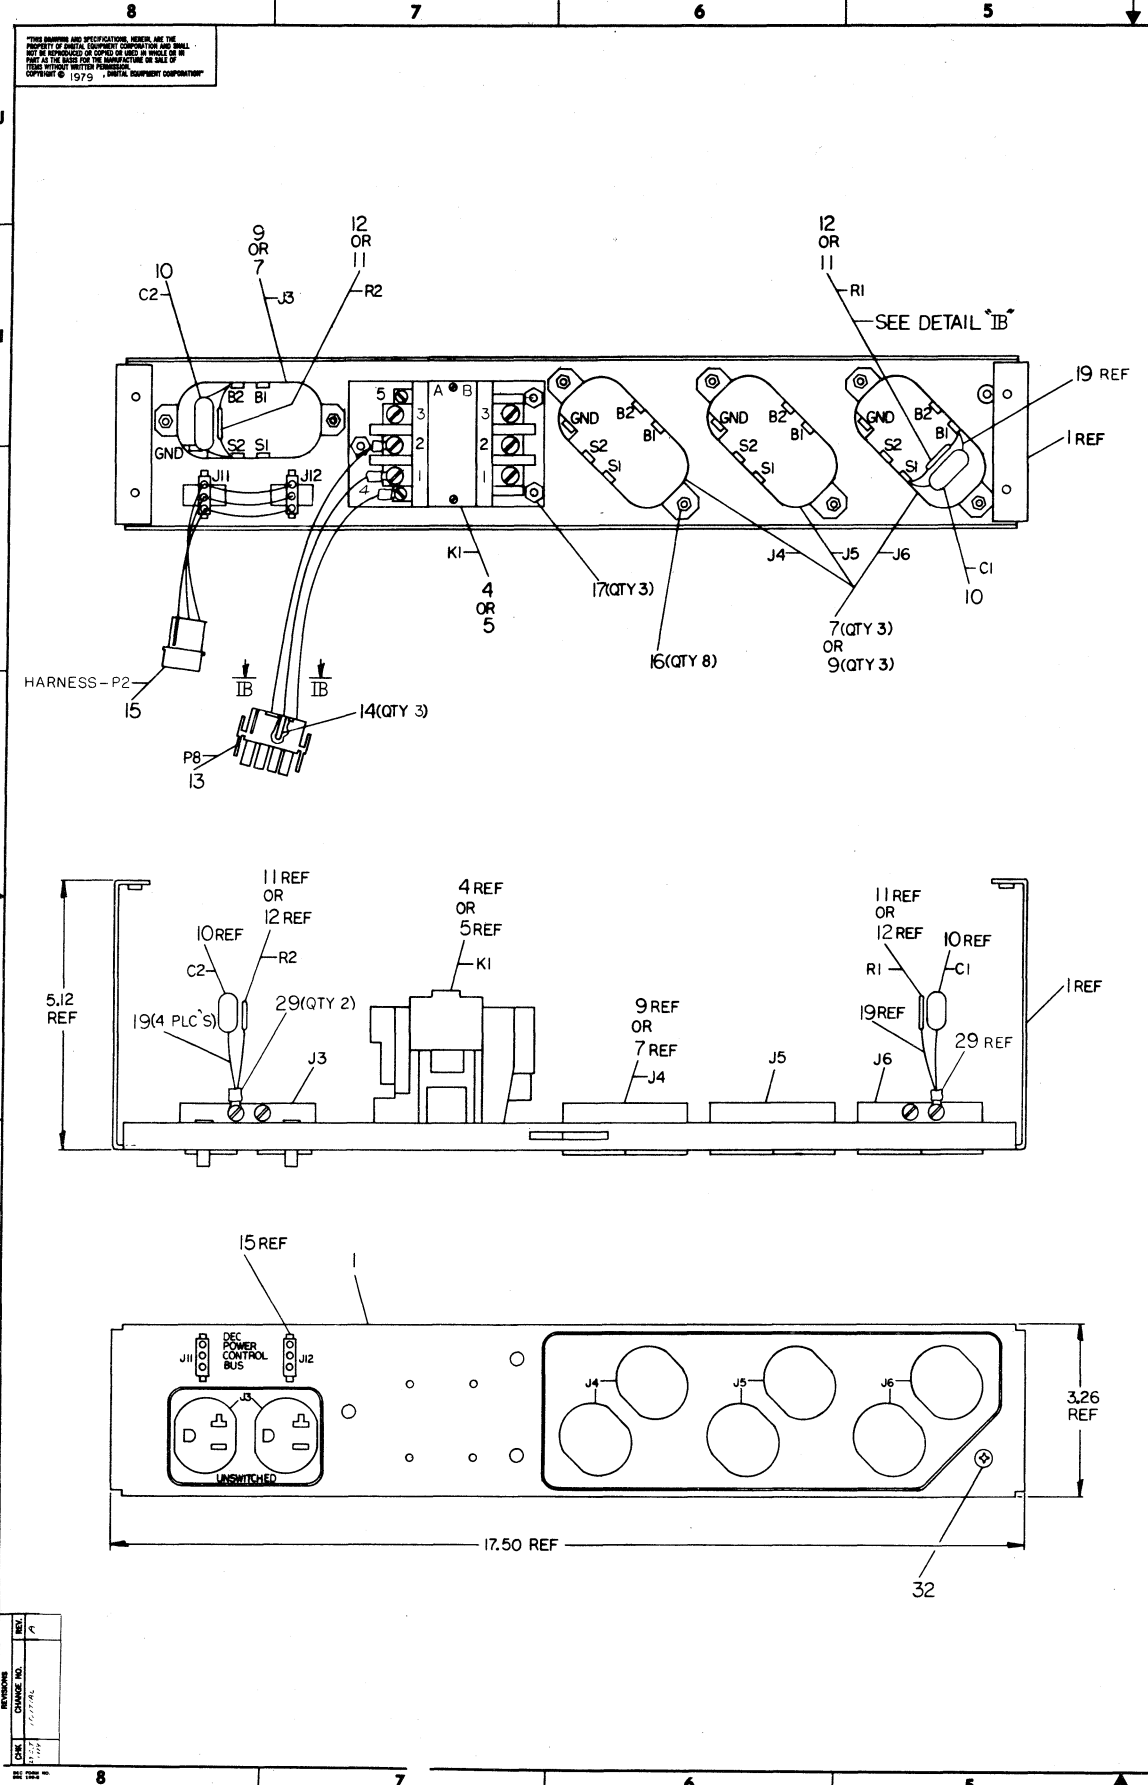 8 7 6 5
"THIS DRAWING AND SPECIFICATIONS, HEREIN, ARE THE
PROPERTY OF DIGITAL EQUIPMENT CORPORATION AND SHALL
NOT BE REPRODUCED OR COPIED OR USED IN WHOLE OR IN
PART AS THE BASIS FOR THE MANUFACTURE OR SALE OF
ITEMS WITHOUT WRITTEN PERMISSION.
COPYRIGHT © 1979 , DIGITAL EQUIPMENT CORPORATION"
10
C2
9
OR
7
J3
12
OR
11
R2
12
OR
11
R1
SEE DETAIL "IB"
19 REF
1 REF
B2 B1
S2 S1
GND
J11 J12
5 A B
3 3
2 2
1 1
4
GND B2
S2 B1
S1
GND B2
S2 B1
S1
GND B2
S2 B1
S1
K1
4
OR
5
17(QTY 3)
16(QTY 8)
J4 J5 J6
7(QTY 3)
OR
9(QTY 3)
C1
10
HARNESS-P2
15
IB IB
14(QTY 3)
P8
13
5.12
REF
10 REF
C2
11 REF
OR
12 REF
R2
19(4 PLC'S)
29(QTY 2)
J3
4 REF
OR
5 REF
K1
9 REF
OR
7 REF
J4
J5
J6
11 REF
OR
12 REF
R1
10 REF
C1
19 REF
29 REF
1 REF
15 REF
1
J11
DEC
POWER
CONTROL
BUS
J12
J3
UNSWITCHED
J4 J5 J6
3.26
REF
17.50 REF
32
REVISIONS
CHK CHANGE NO. REV.
INITIAL A
8 7 6 5